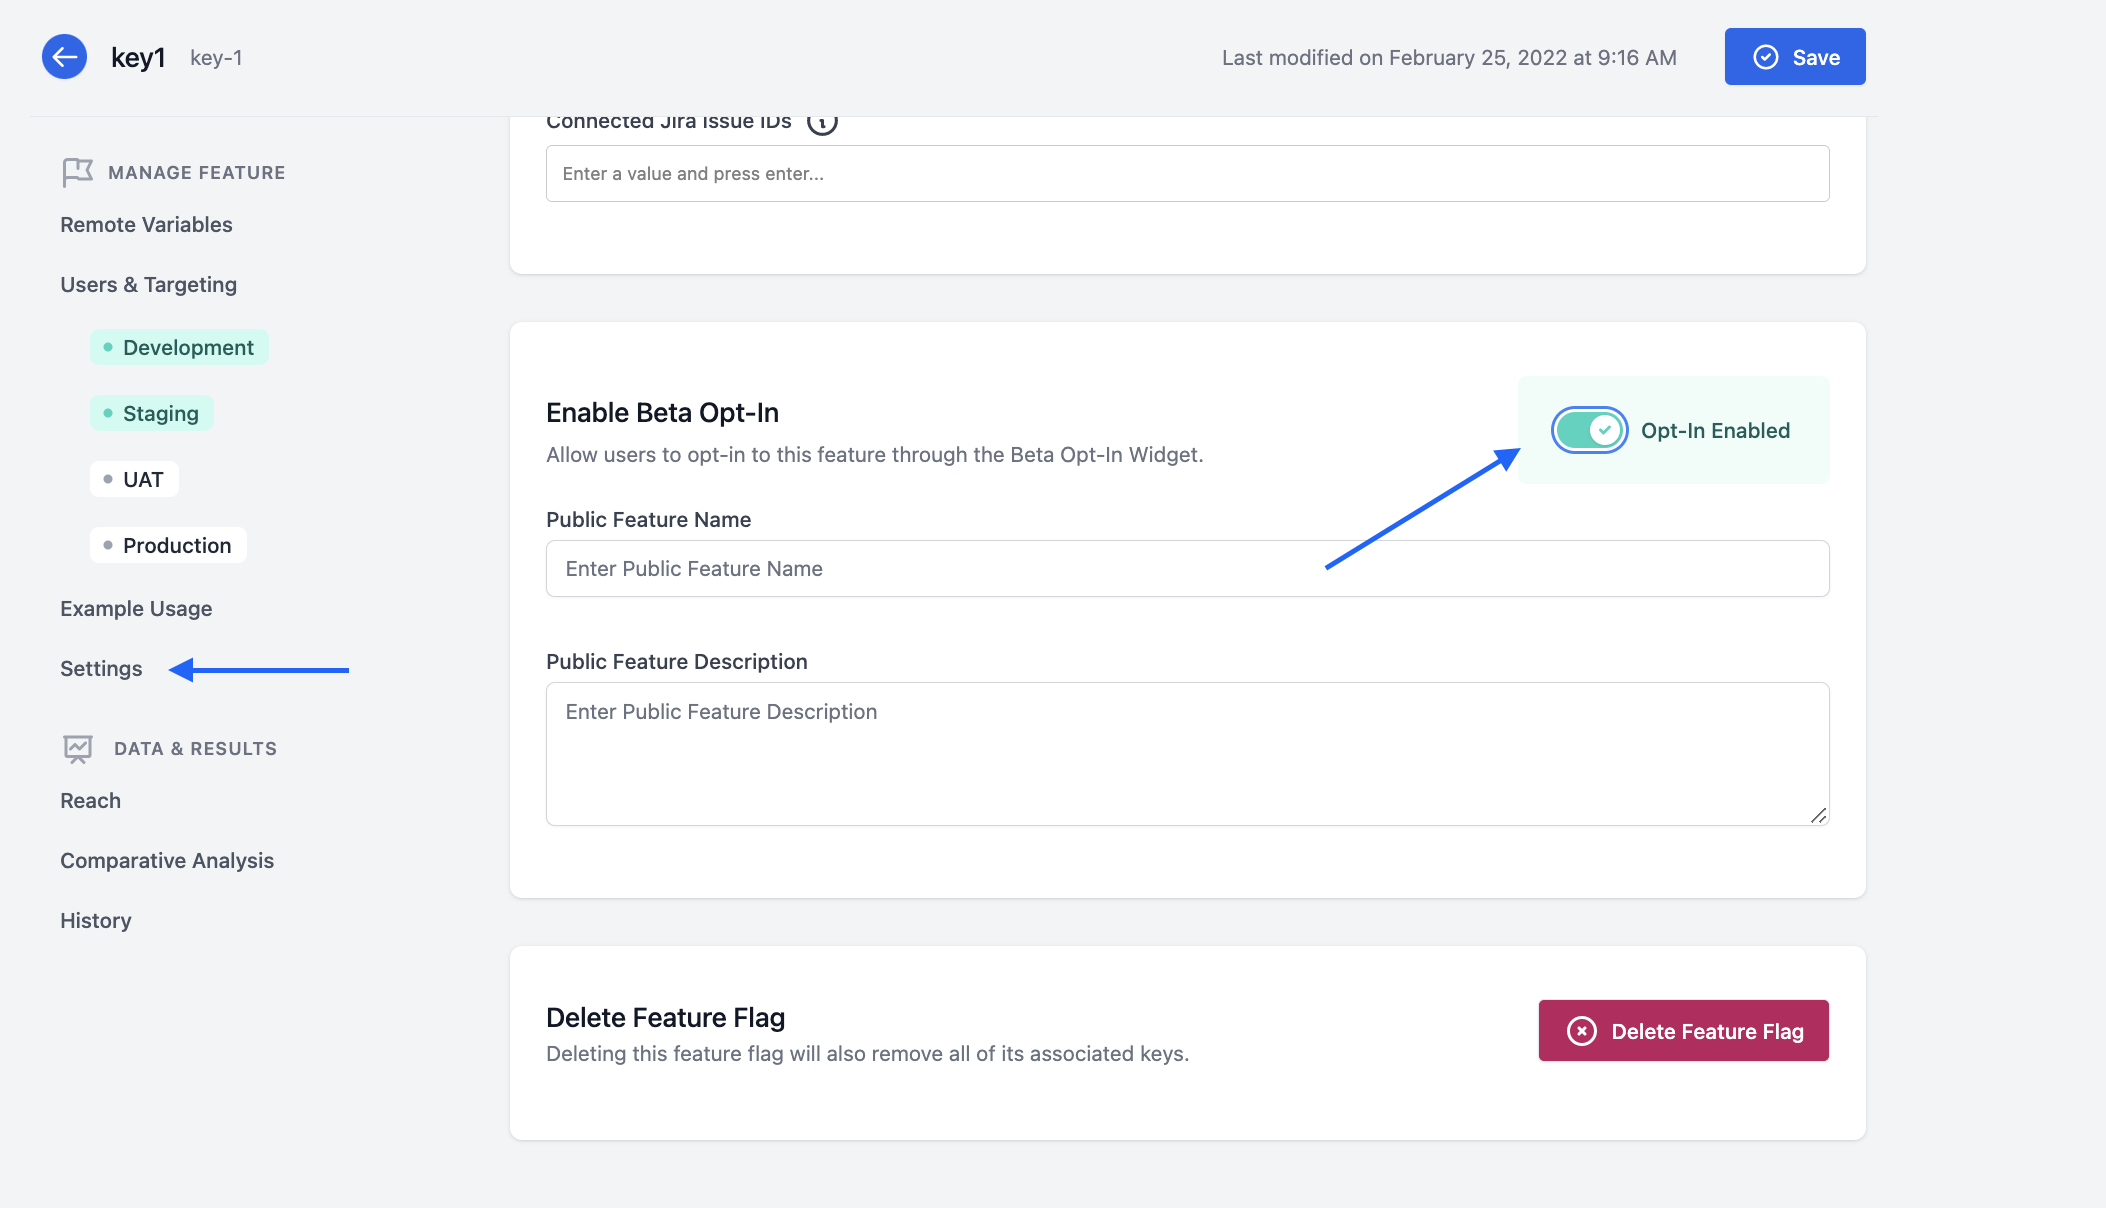 key1 key-1
Last modified on February 25, 2022 at 9:16 AM
Save
MANAGE FEATURE
Remote Variables
Users & Targeting
Development
Staging
UAT
Production
Example Usage
Settings
DATA & RESULTS
Reach
Comparative Analysis
History
Connected Jira Issue IDs
Enter a value and press enter...
Enable Beta Opt-In
Allow users to opt-in to this feature through the Beta Opt-In Widget.
Opt-In Enabled
Public Feature Name
Enter Public Feature Name
Public Feature Description
Enter Public Feature Description
Delete Feature Flag
Deleting this feature flag will also remove all of its associated keys.
Delete Feature Flag